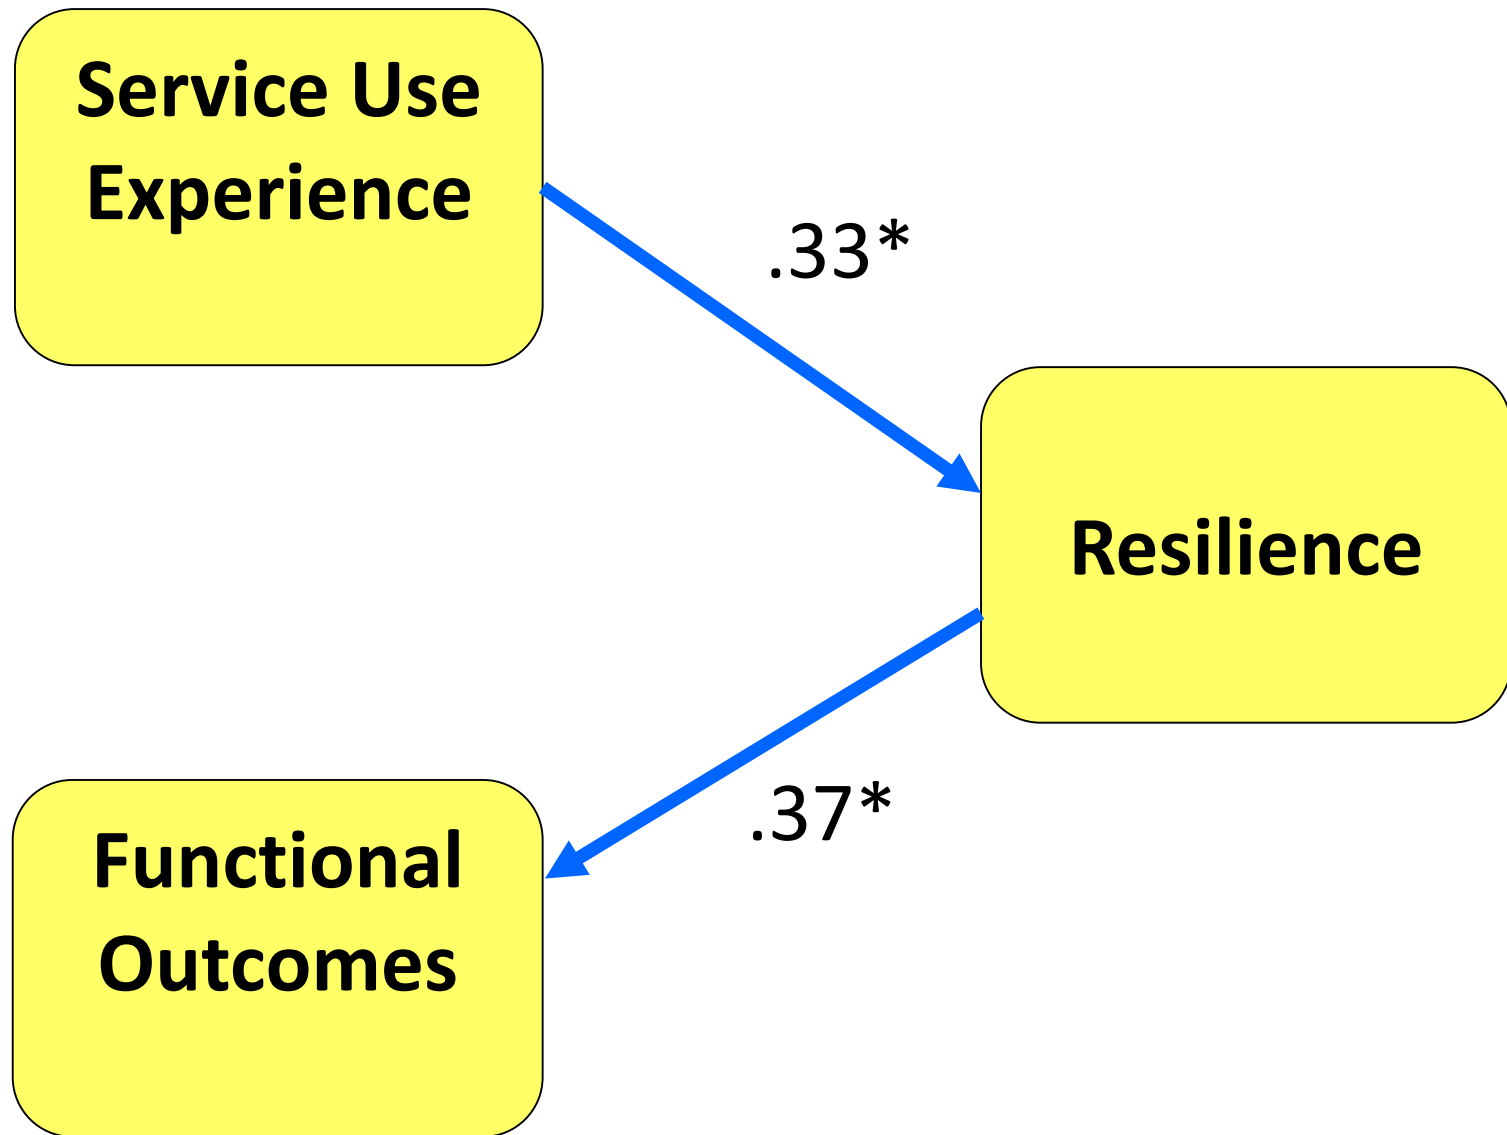 Service Use
Experience
.33*
Resilience
.37*
Functional
Outcomes